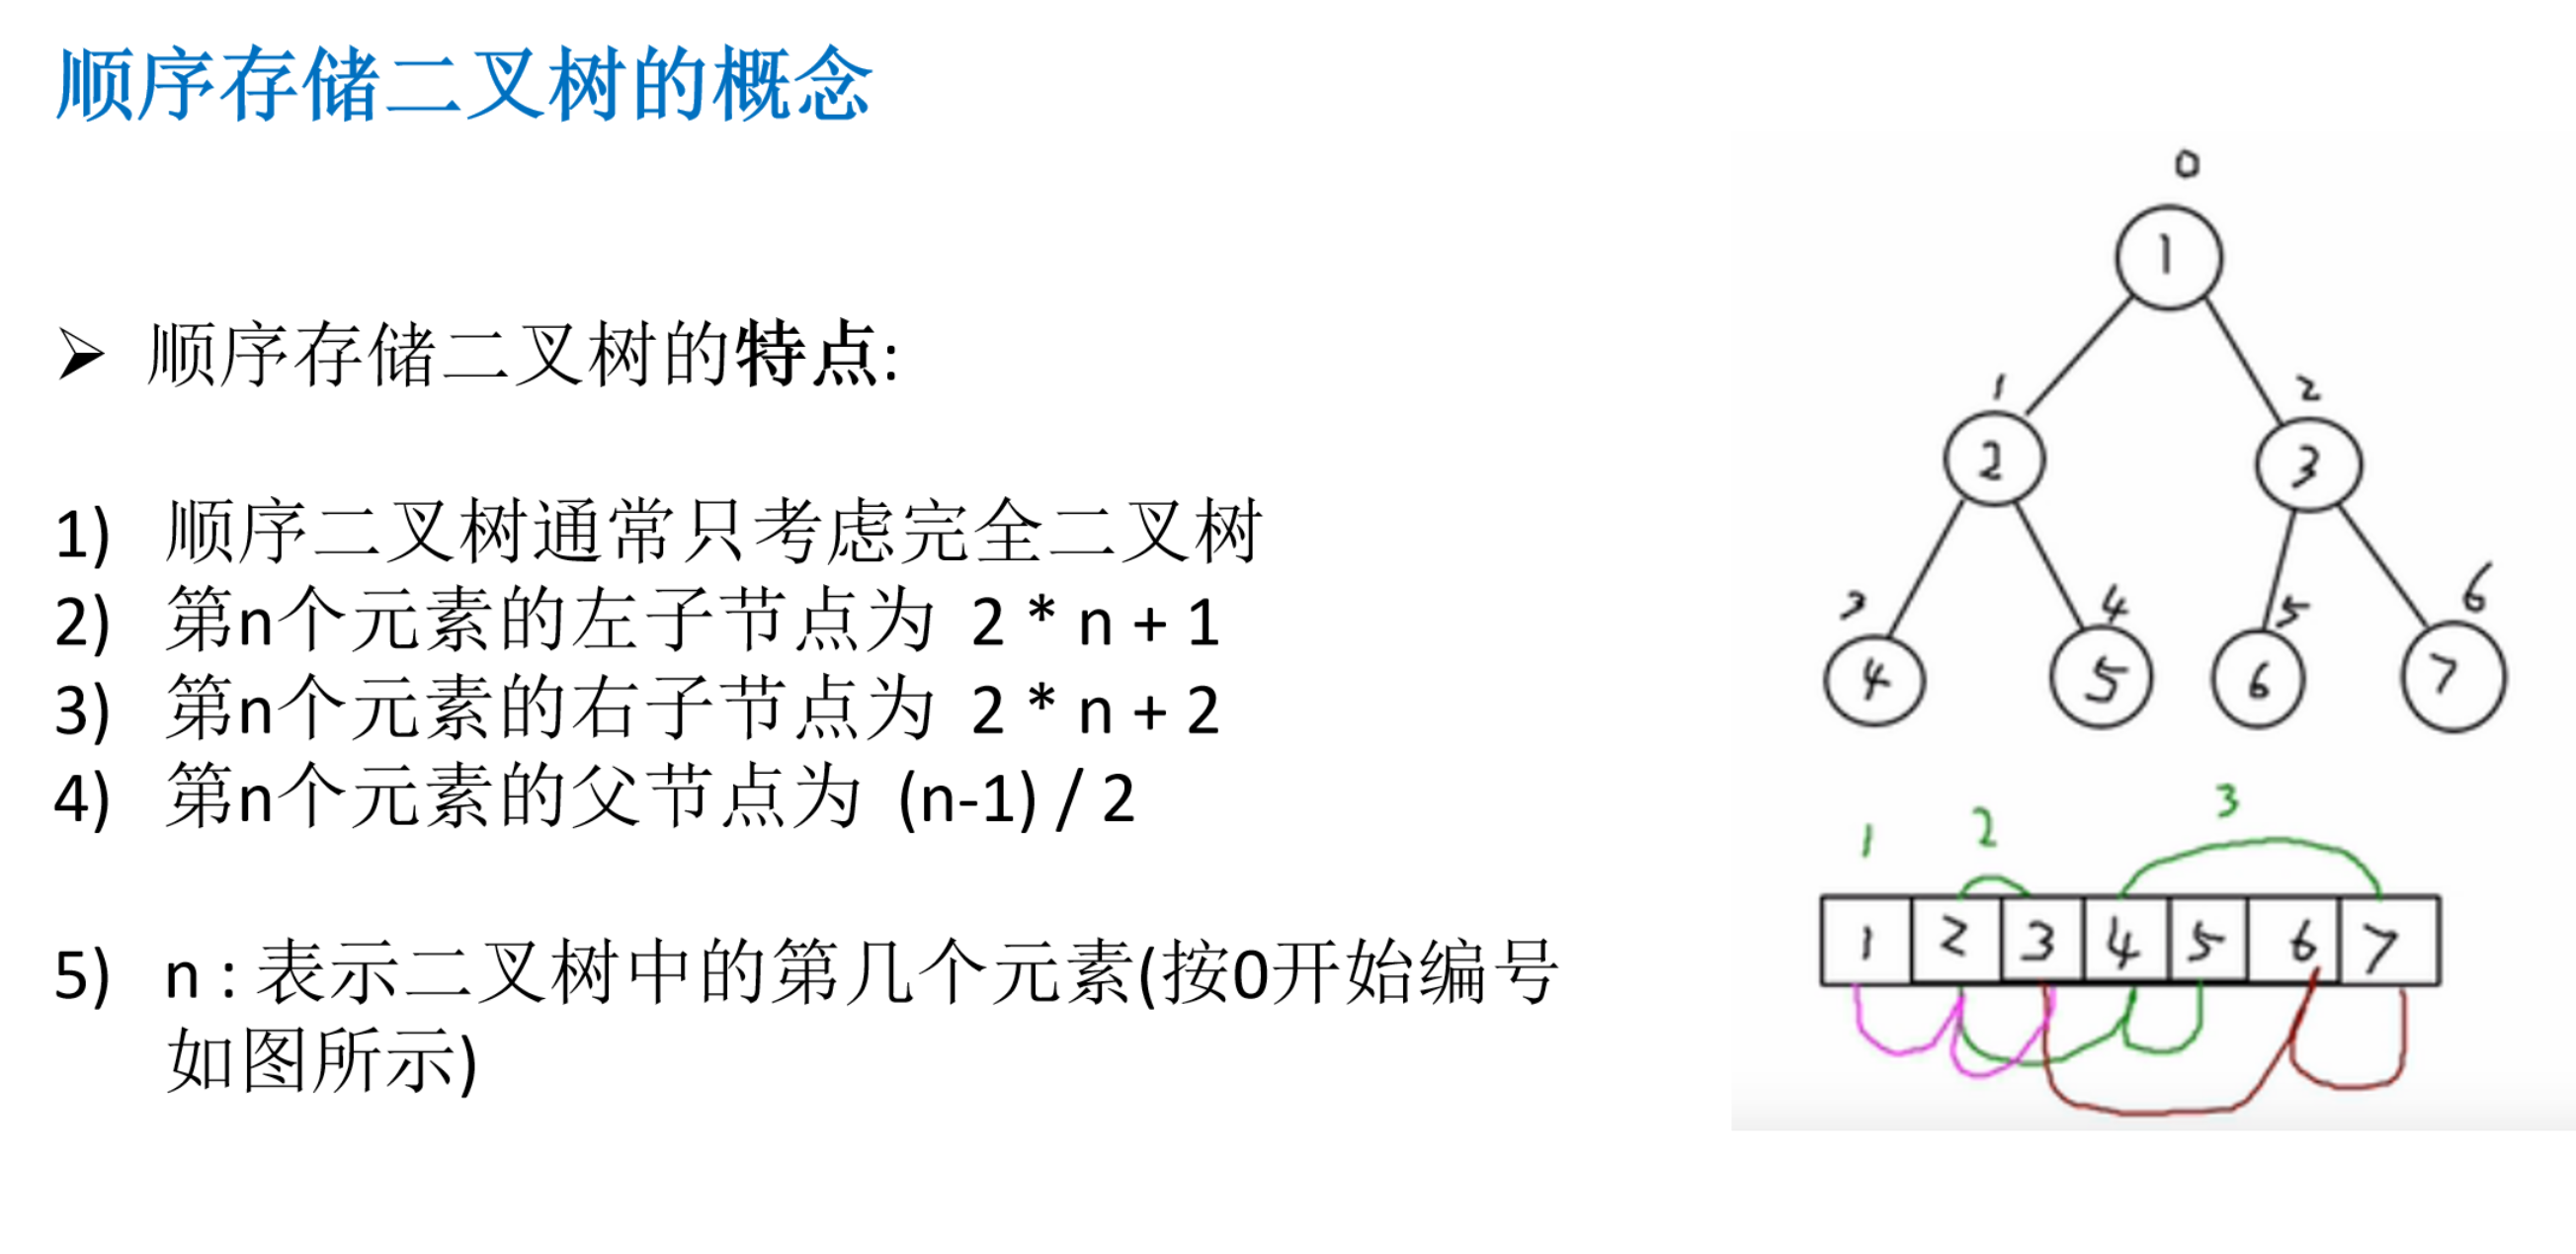 顺序存储二叉树的概念
➢ 顺序存储二叉树的特点:
1) 顺序二叉树通常只考虑完全二叉树
2) 第n个元素的左子节点为 2 * n + 1
3) 第n个元素的右子节点为 2 * n + 2
4) 第n个元素的父节点为 (n-1) / 2
5) n : 表示二叉树中的第几个元素(按0开始编号
如图所示)
0
1
1 2
2 3
3 4 5 6
4 5 6 7
1 2 3
1 2 3 4 5 6 7